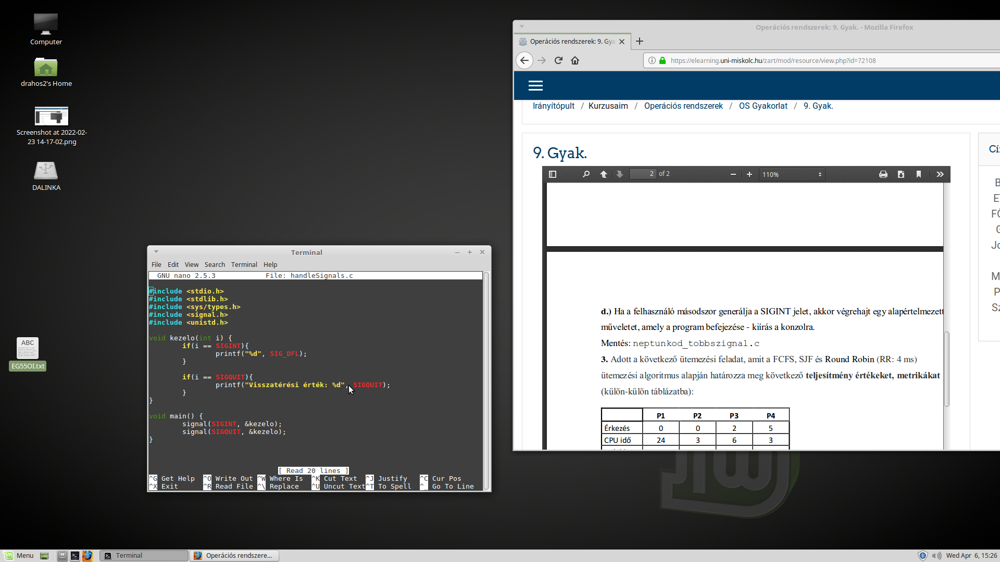 Computer
drahos2's Home
Screenshot at 2022-02-
23 14-17-02.png
DALINKA
ABC
EG55OI.txt
Terminal
File Edit View Search Terminal Help
GNU nano 2.5.3 File: handleSignals.c
#include <stdio.h>
#include <stdlib.h>
#include <sys/types.h>
#include <signal.h>
#include <unistd.h>
void kezelo(int i) {
if(i == SIGINT){
printf("%d", SIG_DFL);
}
if(i == SIGQUIT){
printf("Visszatérési érték: %d", SIGQUIT);
}
}
void main() {
signal(SIGINT, &kezelo);
signal(SIGQUIT, &kezelo);
}
[ Read 20 lines ]
^G Get Help ^O Write Out ^W Where Is ^K Cut Text ^J Justify ^C Cur Pos
^X Exit ^R Read File ^\ Replace ^U Uncut Text ^T To Spell ^_ Go To Line
Operációs rendszerek: 9. Gyak. - Mozilla Firefox
Operációs rendszerek: 9. Gya
https://elearning.uni-miskolc.hu/zart/mod/resource/view.php?id=72108
Irányítópult / Kurzusaim / Operációs rendszerek / OS Gyakorlat / 9. Gyak.
9. Gyak.
2 of 2 110%
d.) Ha a felhasználó másodszor generálja a SIGINT jelet, akkor végrehajt egy alapértelmezett
műveletet, amely a program befejezése - kiírás a konzolra.
Mentés: neptunkod_tobbszignal.c
3. Adott a következő ütemezési feladat, amit a FCFS, SJF és Round Robin (RR: 4 ms)
ütemezési algoritmus alapján határozza meg következő teljesítmény értékeket, metrikákat
(külön-külön táblázatba):
P1 P2 P3 P4
Érkezés 0 0 2 5
CPU idő 24 3 6 3
Menu Terminal Operációs rendszere... Wed Apr 6, 15:26